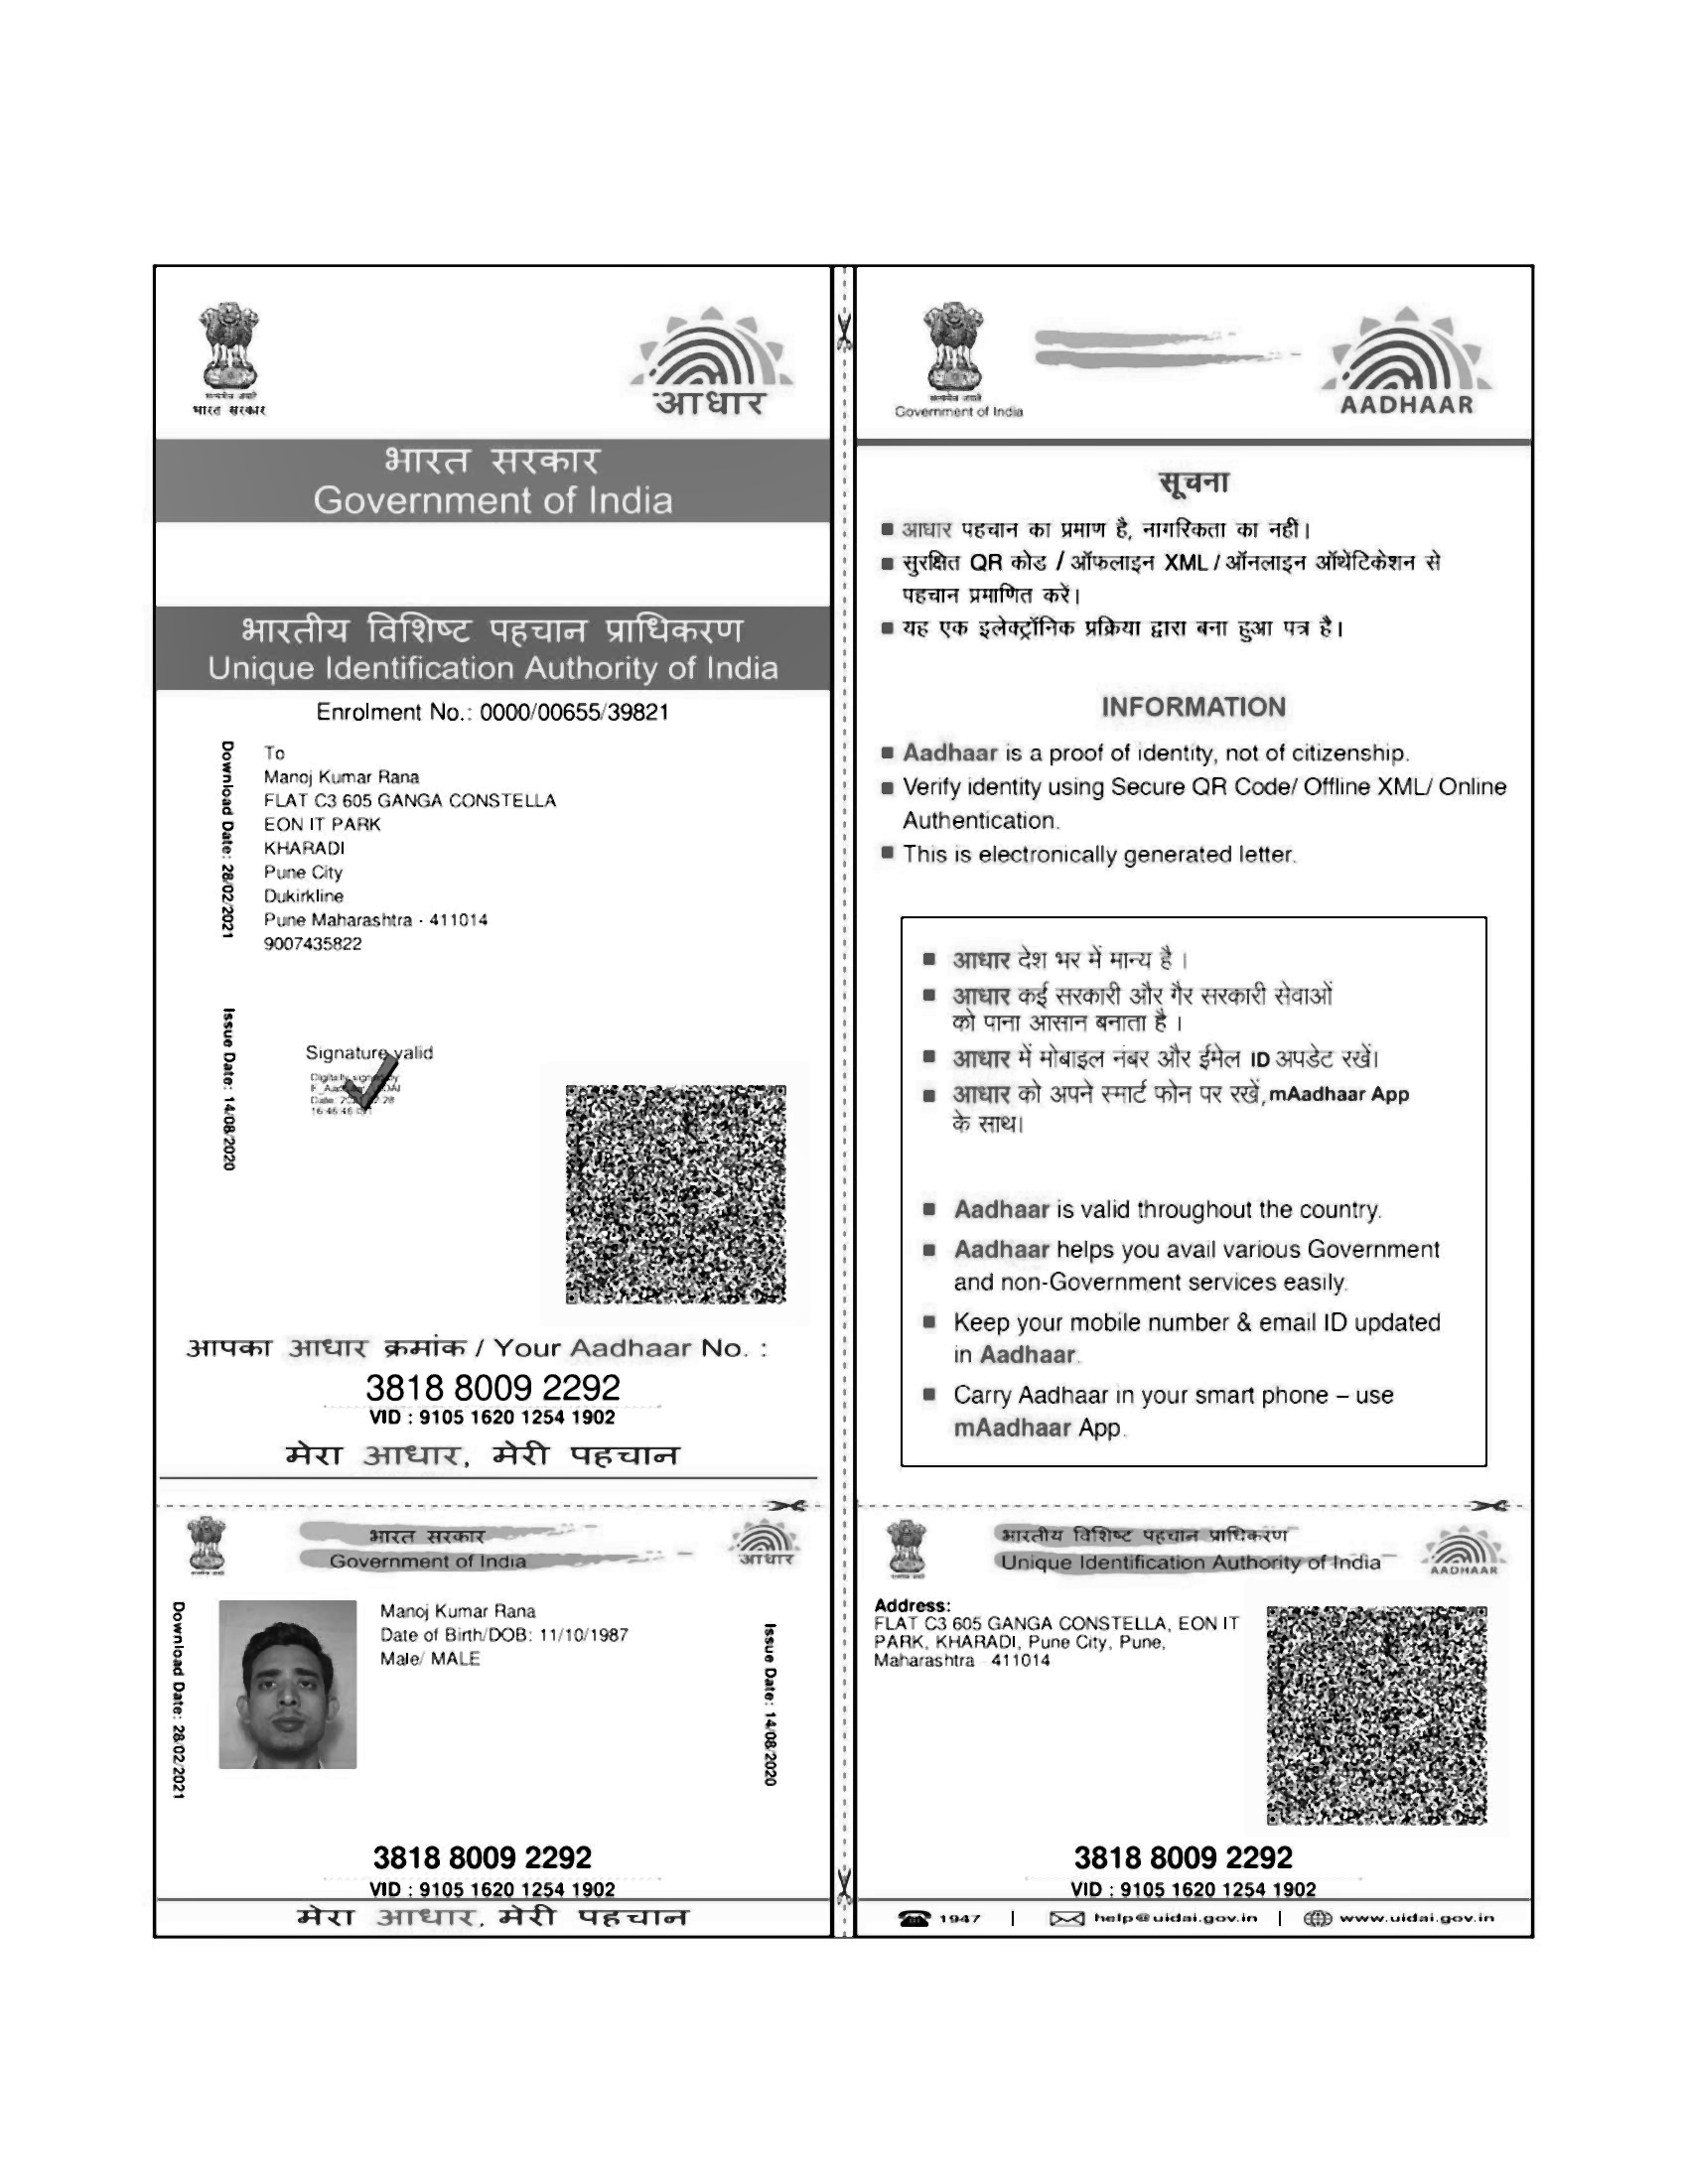 सत्यमेव जयते
भारत सरकार
आधार
भारत सरकार
Government of India
भारतीय विशिष्ट पहचान प्राधिकरण
Unique Identification Authority of India
Enrolment No.: 0000/00655/39821
Download Date: 28/02/2021
To
Manoj Kumar Rana
FLAT C3 605 GANGA CONSTELLA
EON IT PARK
KHARADI
Pune City
Dukirkline
Pune Maharashtra - 411014
9007435822
Issue Date: 14/08/2020
Signature valid
Digitally signed by
16:46:46 IST
आपका आधार क्रमांक / Your Aadhaar No. :
3818 8009 2292
VID : 9105 1620 1254 1902
मेरा आधार, मेरी पहचान
भारत सरकार
Government of India
आधार
Download Date: 28/02/2021
Manoj Kumar Rana
Date of Birth/DOB: 11/10/1987
Male/ MALE
Issue Date: 14/08/2020
3818 8009 2292
VID : 9105 1620 1254 1902
मेरा आधार, मेरी पहचान
सत्यमेव जयते
Government of India
AADHAAR
सूचना
■ आधार पहचान का प्रमाण है, नागरिकता का नहीं।
■ सुरक्षित QR कोड / ऑफलाइन XML / ऑनलाइन ऑथेंटिकेशन से
पहचान प्रमाणित करें।
■ यह एक इलेक्ट्रॉनिक प्रक्रिया द्वारा बना हुआ पत्र है।
INFORMATION
■ Aadhaar is a proof of identity, not of citizenship.
■ Verify identity using Secure QR Code/ Offline XML/ Online
Authentication.
■ This is electronically generated letter.
■ आधार देश भर में मान्य है ।
■ आधार कई सरकारी और गैर सरकारी सेवाओं
को पाना आसान बनाता है ।
■ आधार में मोबाइल नंबर और ईमेल ID अपडेट रखें।
■ आधार को अपने स्मार्ट फोन पर रखें, mAadhaar App
के साथ।
■ Aadhaar is valid throughout the country.
■ Aadhaar helps you avail various Government
and non-Government services easily.
■ Keep your mobile number & email ID updated
in Aadhaar.
■ Carry Aadhaar in your smart phone – use
mAadhaar App.
भारतीय विशिष्ट पहचान प्राधिकरण
Unique Identification Authority of India
AADHAAR
Address:
FLAT C3 605 GANGA CONSTELLA, EON IT
PARK, KHARADI, Pune City, Pune,
Maharashtra - 411014
3818 8009 2292
VID : 9105 1620 1254 1902
1947 | help@uidai.gov.in | www.uidai.gov.in